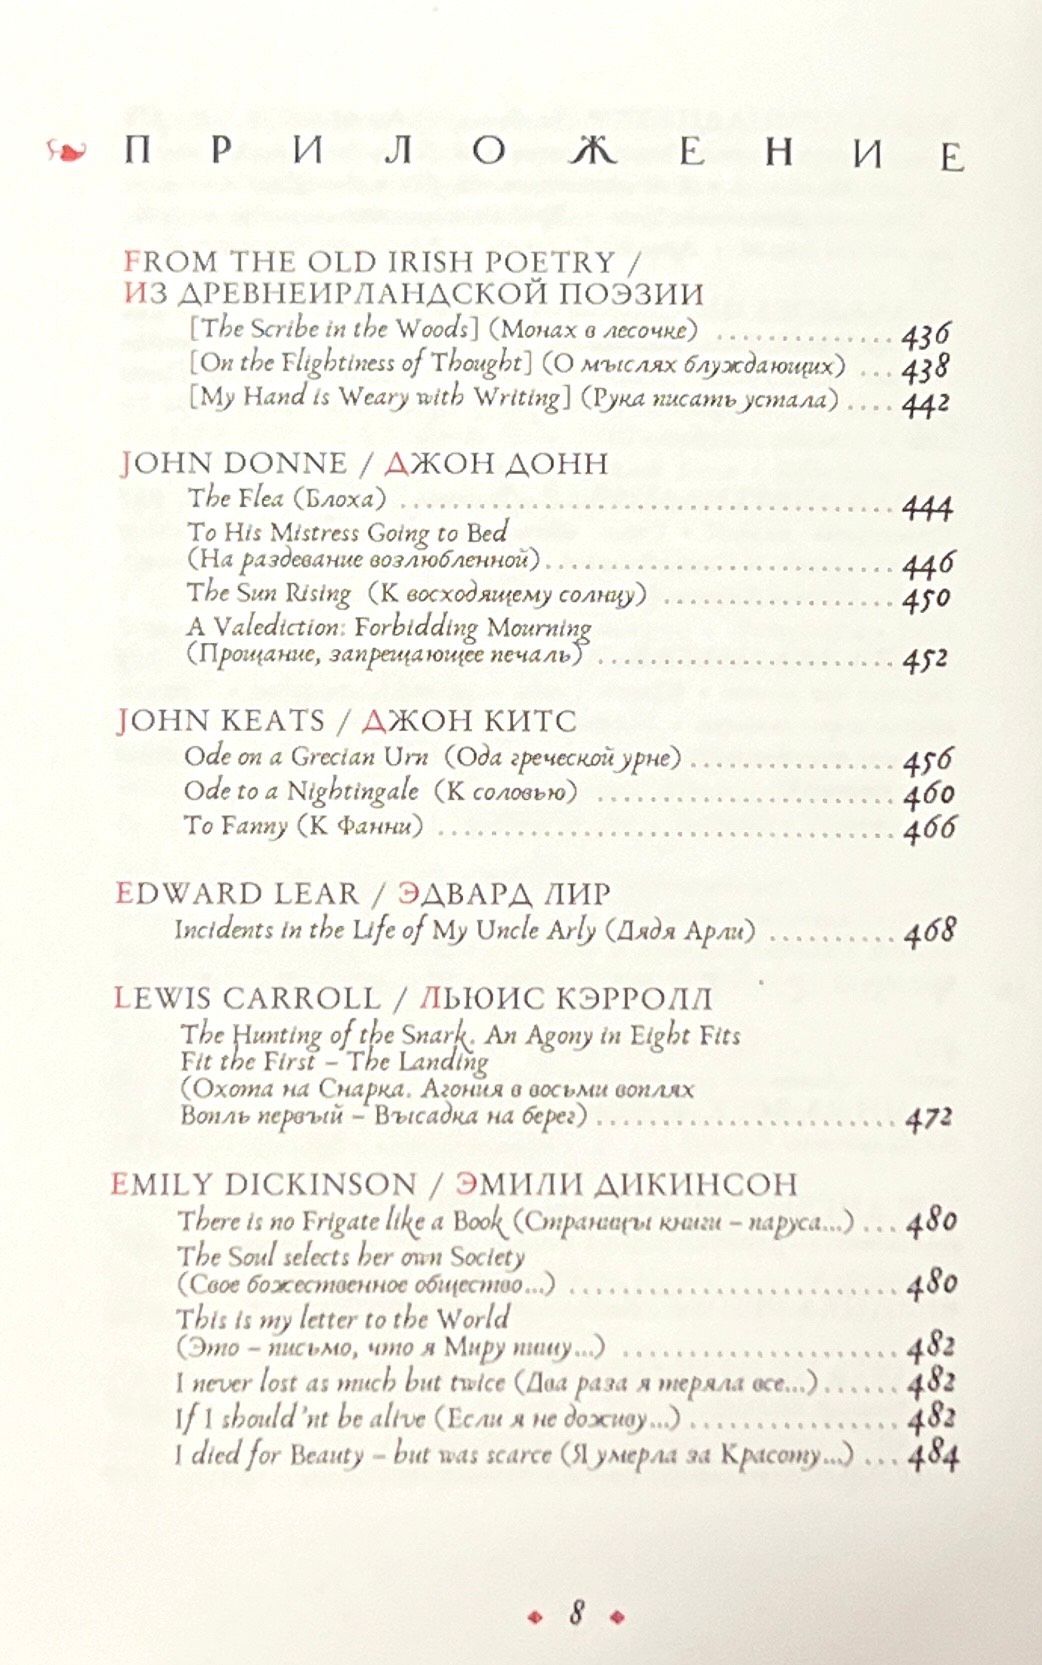 ПРИЛОЖЕНИЕ
FROM THE OLD IRISH POETRY /
ИЗ ДРЕВНЕИРЛАНДСКОЙ ПОЭЗИИ
[The Scribe in the Woods] (Монах в лесочке) .............. 436
[On the Flightiness of Thought] (О мыслях блуждающих) ... 438
[My Hand is Weary with Writing] (Рука писать устала) .... 442
JOHN DONNE / ДЖОН ДОНН
The Flea (Блоха) ..................................... 444
To His Mistress Going to Bed
(На раздевание возлюбленной) .......................... 446
The Sun Rising (К восходящему солнцу) .................. 450
A Valediction: Forbidding Mourning
(Прощание, запрещающее печаль) ....................... 452
JOHN KEATS / ДЖОН КИТС
Ode on a Grecian Urn (Ода греческой урне) ................ 456
Ode to a Nightingale (К соловью) ....................... 460
To Fanny (К Фанни) .................................. 466
EDWARD LEAR / ЭДВАРД ЛИР
Incidents in the Life of My Uncle Arly (Дядя Арли) .......... 468
LEWIS CARROLL / ЛЬЮИС КЭРРОЛЛ
The Hunting of the Snark. An Agony in Eight Fits
Fit the First – The Landing
(Охота на Снарка. Агония в восьми воплях
Вопль первый – Высадка на берег) ....................... 472
EMILY DICKINSON / ЭМИЛИ ДИКИНСОН
There is no Frigate like a Book (Страницы книги – паруса...) ... 480
The Soul selects her own Society
(Свое божественное общество...) ......................... 480
This is my letter to the World
(Это – письмо, что я Миру пишу...) ..................... 482
I never lost as much but twice (Два раза я теряла все...) ...... 482
If I should'nt be alive (Если я не доживу...) ................ 482
I died for Beauty – but was scarce (Я умерла за Красоту...) ... 484
8